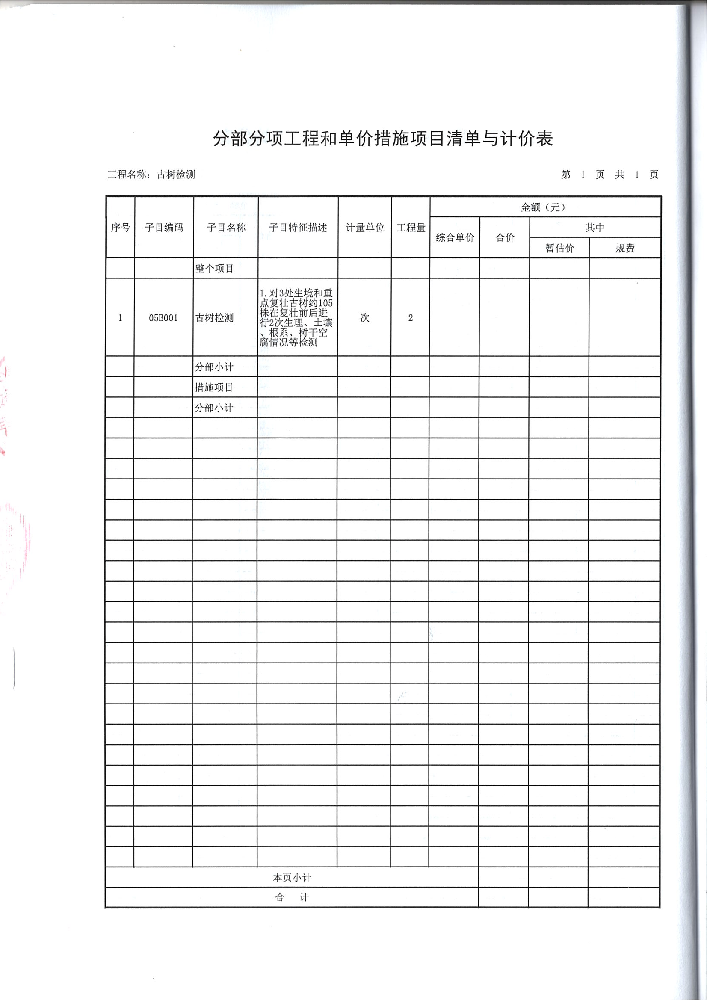 分部分项工程和单价措施项目清单与计价表
工程名称：古树检测 第 1 页 共 1 页
金额（元）
序号 子目编码 子目名称 子目特征描述 计量单位 工程量 综合单价 合价 其中
暂估价 规费
整个项目
1 05B001 古树检测 次 2
1.对3处生境和重
点复壮古树约105
株在复壮前后进
行2次生理、土壤
、根系、树干空
腐情况等检测
分部小计
措施项目
分部小计
本页小计
合 计